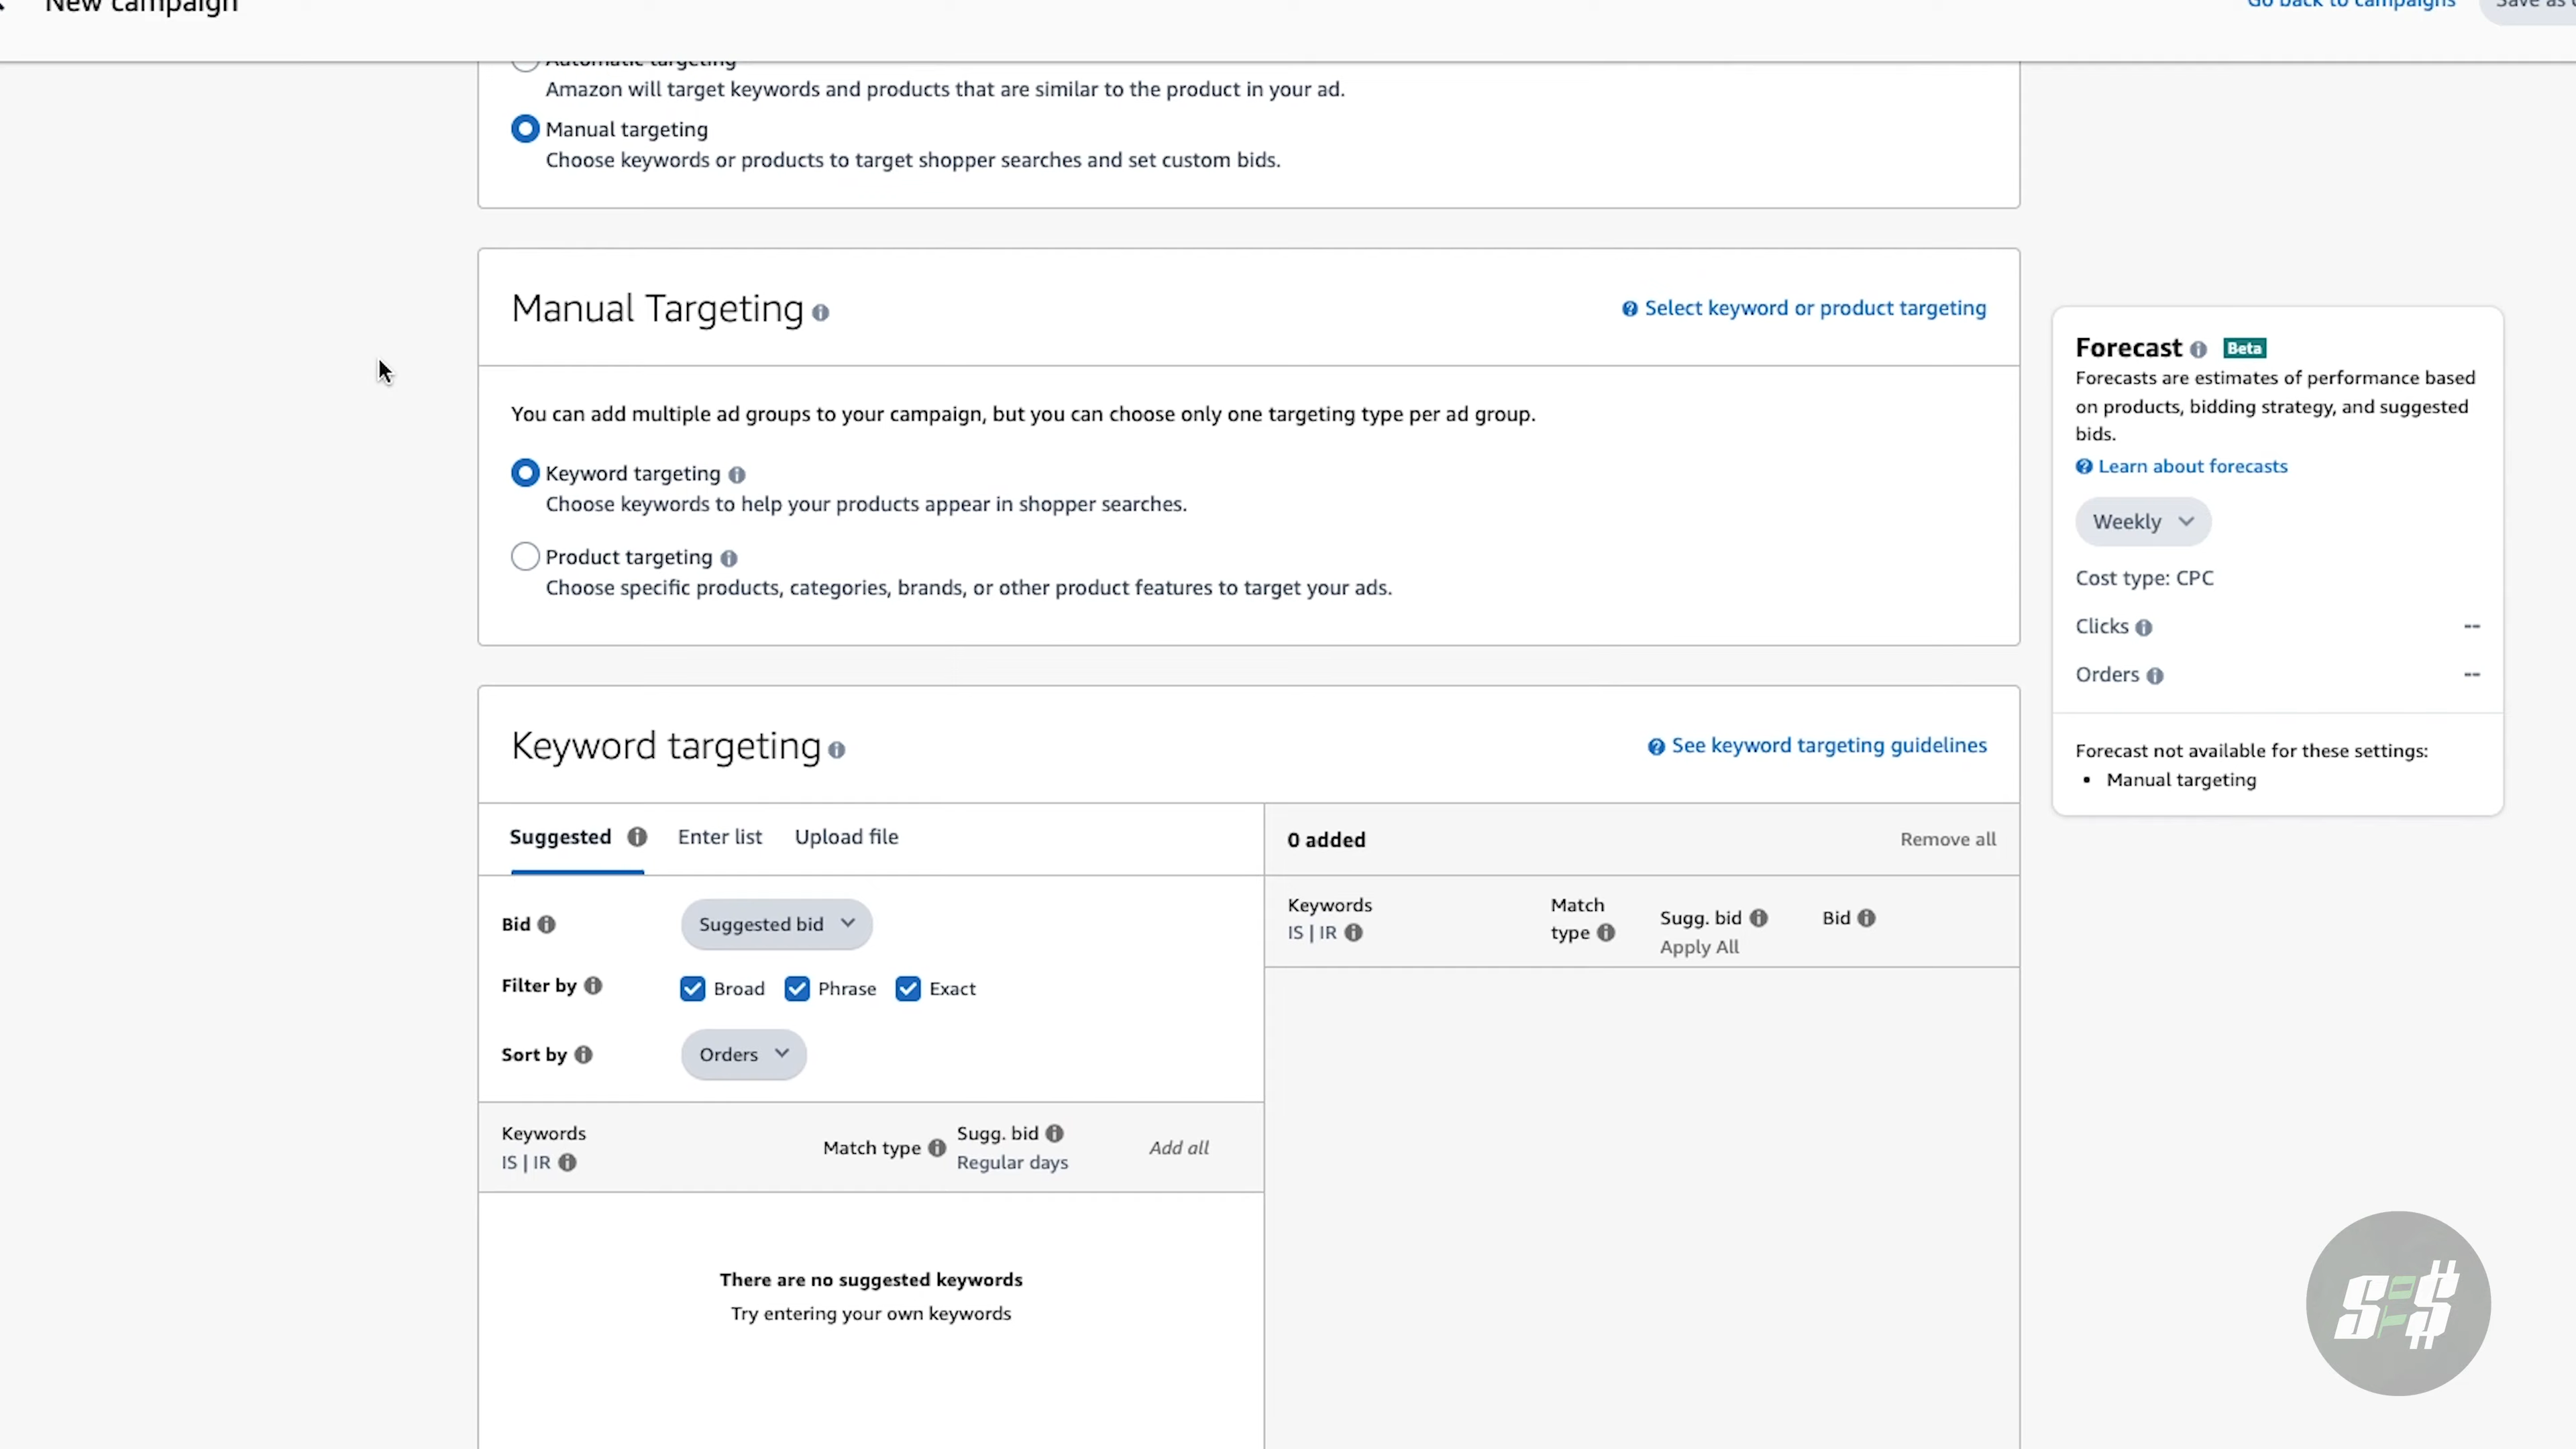 New campaign
Go back to campaigns
Save as
Automatic targeting
Amazon will target keywords and products that are similar to the product in your ad.
Manual targeting
Choose keywords or products to target shopper searches and set custom bids.
Manual Targeting
Select keyword or product targeting
You can add multiple ad groups to your campaign, but you can choose only one targeting type per ad group.
Keyword targeting
Choose keywords to help your products appear in shopper searches.
Product targeting
Choose specific products, categories, brands, or other product features to target your ads.
Forecast Beta
Forecasts are estimates of performance based
on products, bidding strategy, and suggested
bids.
Learn about forecasts
Weekly
Cost type: CPC
Clicks --
Orders --
Forecast not available for these settings:
• Manual targeting
Keyword targeting
See keyword targeting guidelines
Suggested Enter list Upload file
Bid Suggested bid
Filter by Broad Phrase Exact
Sort by Orders
Keywords
IS | IR
Match type
Sugg. bid
Regular days
Add all
There are no suggested keywords
Try entering your own keywords
0 added
Remove all
Keywords
IS | IR
Match
type
Sugg. bid
Apply All
Bid